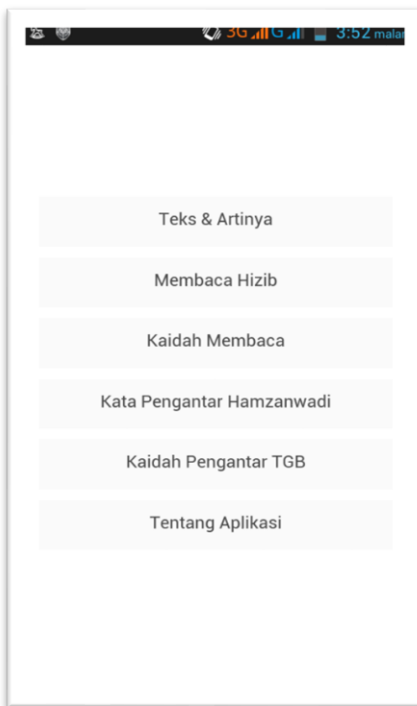 3G G 3:52 malam
Teks & Artinya
Membaca Hizib
Kaidah Membaca
Kata Pengantar Hamzanwadi
Kaidah Pengantar TGB
Tentang Aplikasi